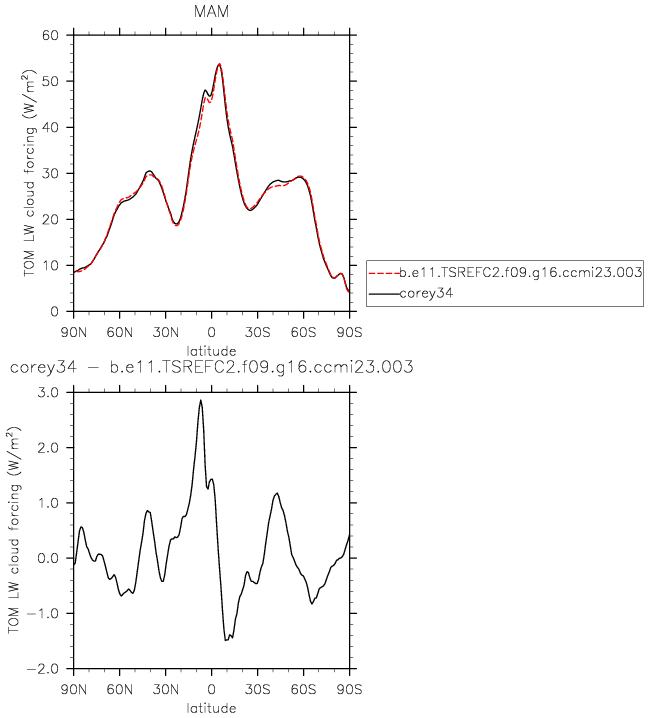 MAM
TOM LW cloud forcing (W/m²)
60
50
40
30
20
10
0
90N 60N 30N 0 30S 60S 90S
latitude
b.e11.TSREFC2.f09.g16.ccmi23.003
corey34
corey34 − b.e11.TSREFC2.f09.g16.ccmi23.003
TOM LW cloud forcing (W/m²)
3.0
2.0
1.0
0.0
−1.0
−2.0
90N 60N 30N 0 30S 60S 90S
latitude